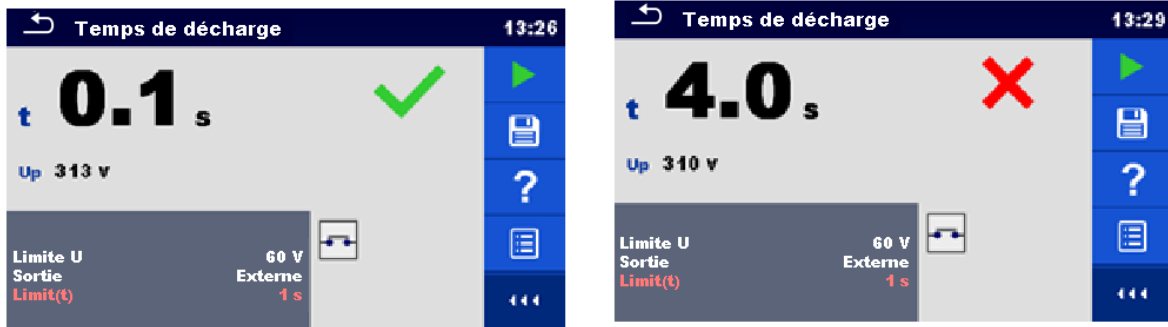 Temps de décharge 13:26
t 0.1 s
Up 313 v
Limite U 60 V
Sortie Externe
Limit(t) 1 s
?
Temps de décharge 13:29
t 4.0 s
Up 310 v
Limite U 60 V
Sortie Externe
Limit(t) 1 s
?